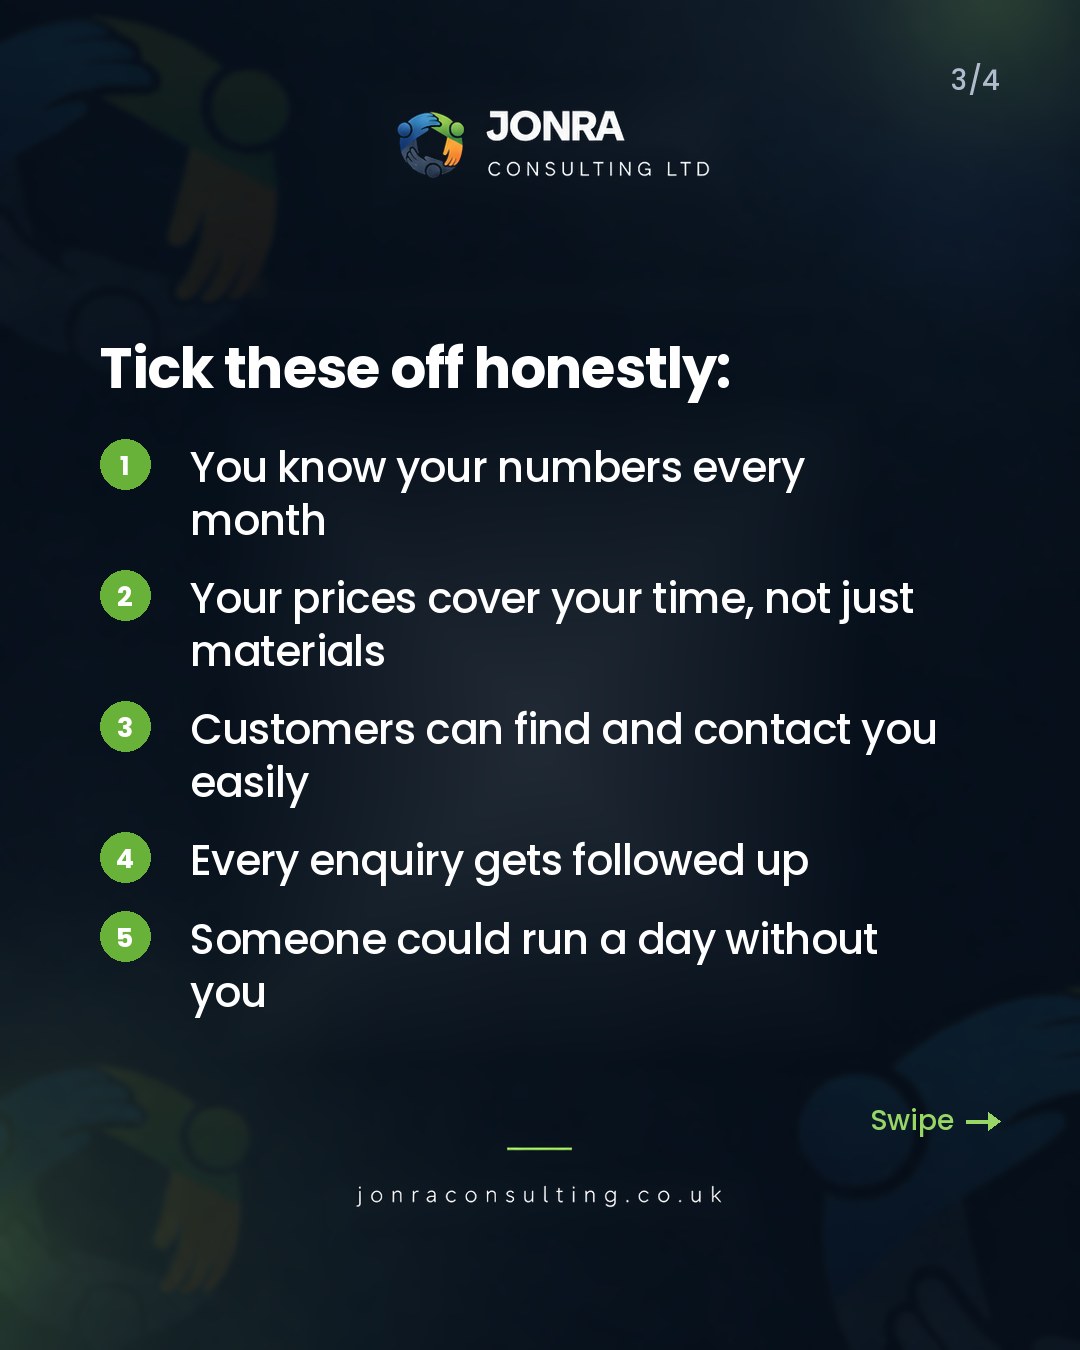 3/4
JONRA
CONSULTING LTD
Tick these off honestly:
1 You know your numbers every
month
2 Your prices cover your time, not just
materials
3 Customers can find and contact you
easily
4 Every enquiry gets followed up
5 Someone could run a day without
you
Swipe →
jonraconsulting.co.uk